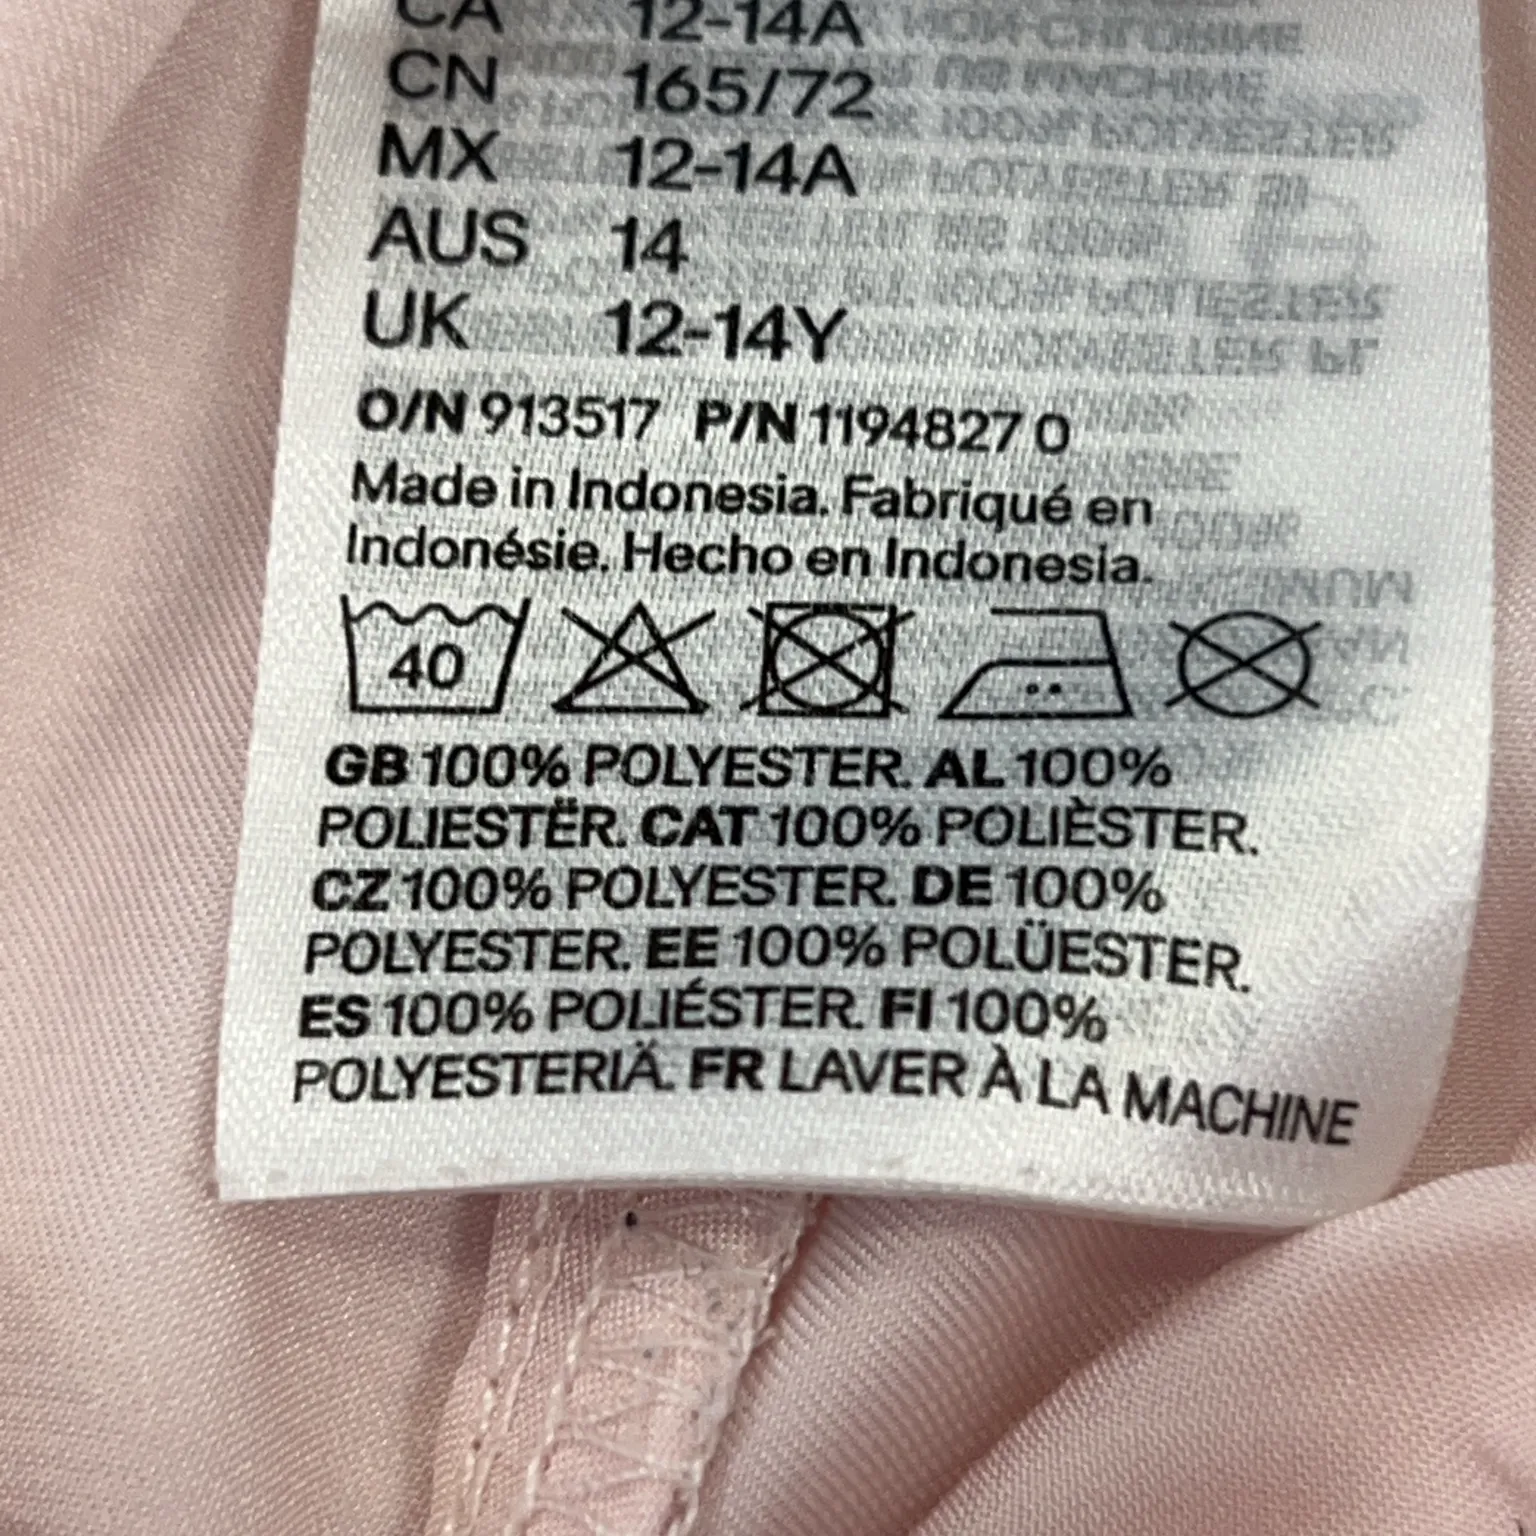 CA 12-14A
CN 165/72
MX 12-14A
AUS 14
UK 12-14Y
O/N 913517 P/N 1194827 0
Made in Indonesia. Fabriqué en
Indonésie. Hecho en Indonesia.
40
GB 100% POLYESTER. AL 100%
POLIESTËR. CAT 100% POLIÈSTER.
CZ 100% POLYESTER. DE 100%
POLYESTER. EE 100% POLÜESTER.
ES 100% POLIÉSTER. FI 100%
POLYESTERIÄ. FR LAVER À LA MACHINE